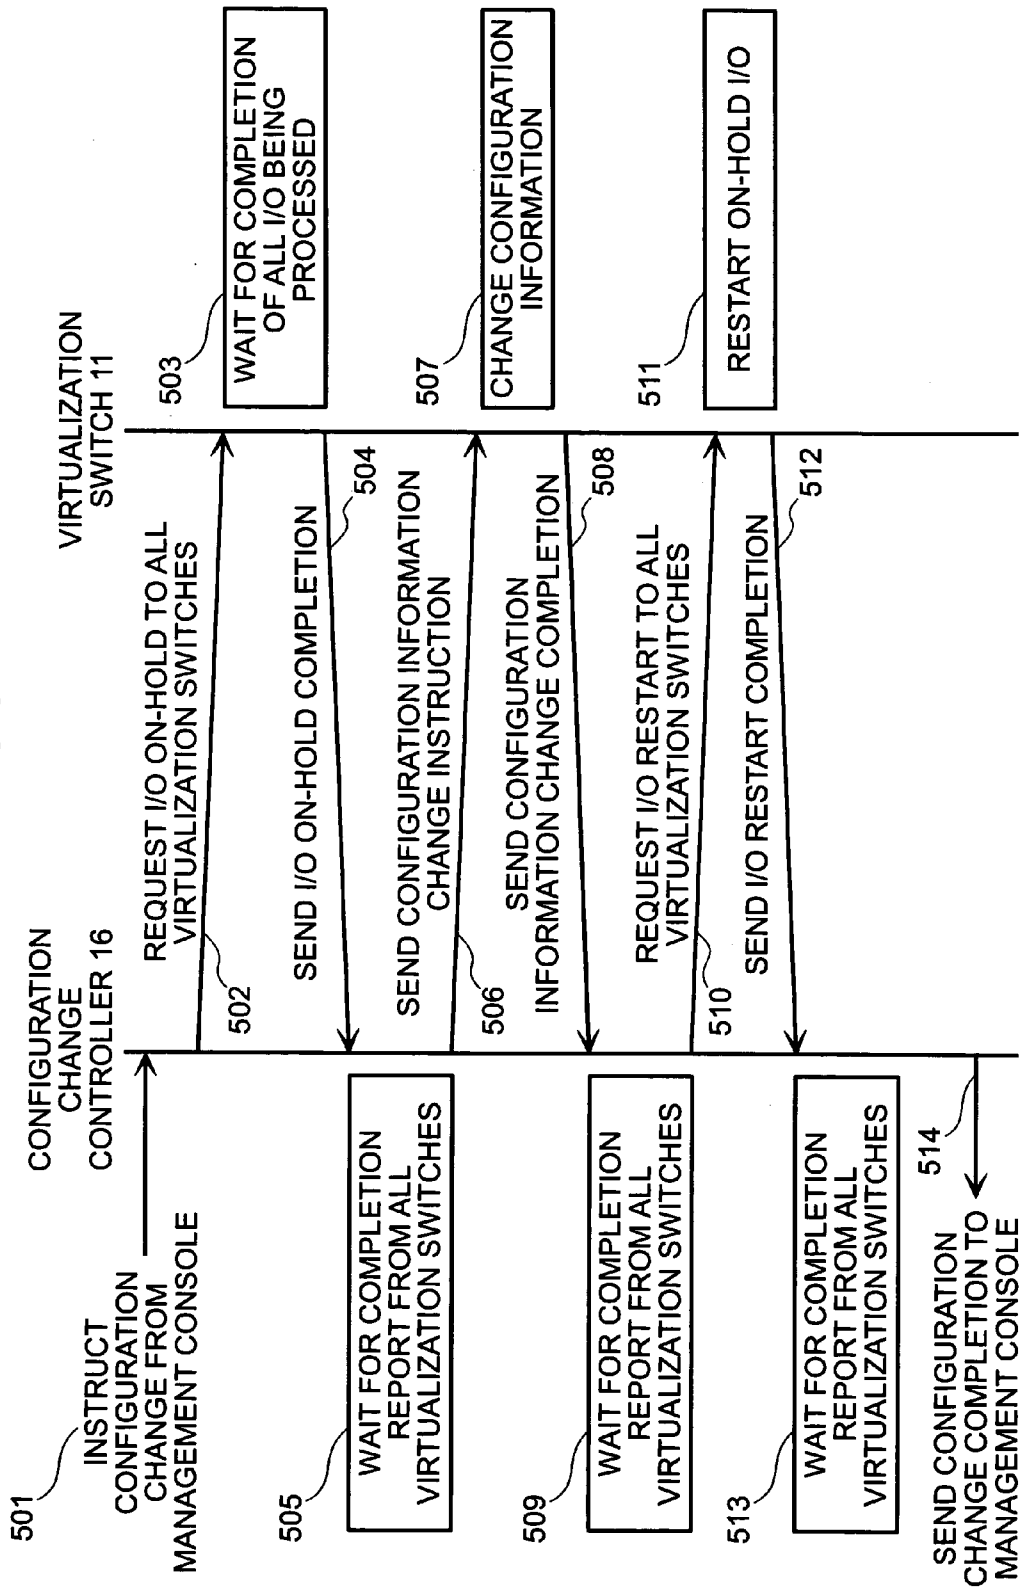 CONFIGURATION
CHANGE
CONTROLLER 16
VIRTUALIZATION
SWITCH 11
501
INSTRUCT
CONFIGURATION
CHANGE FROM
MANAGEMENT CONSOLE
REQUEST I/O ON-HOLD TO ALL
VIRTUALIZATION SWITCHES
502
503
WAIT FOR COMPLETION
OF ALL I/O BEING
PROCESSED
SEND I/O ON-HOLD COMPLETION
504
505
WAIT FOR COMPLETION
REPORT FROM ALL
VIRTUALIZATION SWITCHES
SEND CONFIGURATION INFORMATION
CHANGE INSTRUCTION
506
507
CHANGE CONFIGURATION
INFORMATION
SEND CONFIGURATION
INFORMATION CHANGE COMPLETION
508
509
WAIT FOR COMPLETION
REPORT FROM ALL
VIRTUALIZATION SWITCHES
REQUEST I/O RESTART TO ALL
VIRTUALIZATION SWITCHES
510
511
RESTART ON-HOLD I/O
SEND I/O RESTART COMPLETION
512
513
WAIT FOR COMPLETION
REPORT FROM ALL
VIRTUALIZATION SWITCHES
514
SEND CONFIGURATION
CHANGE COMPLETION TO
MANAGEMENT CONSOLE